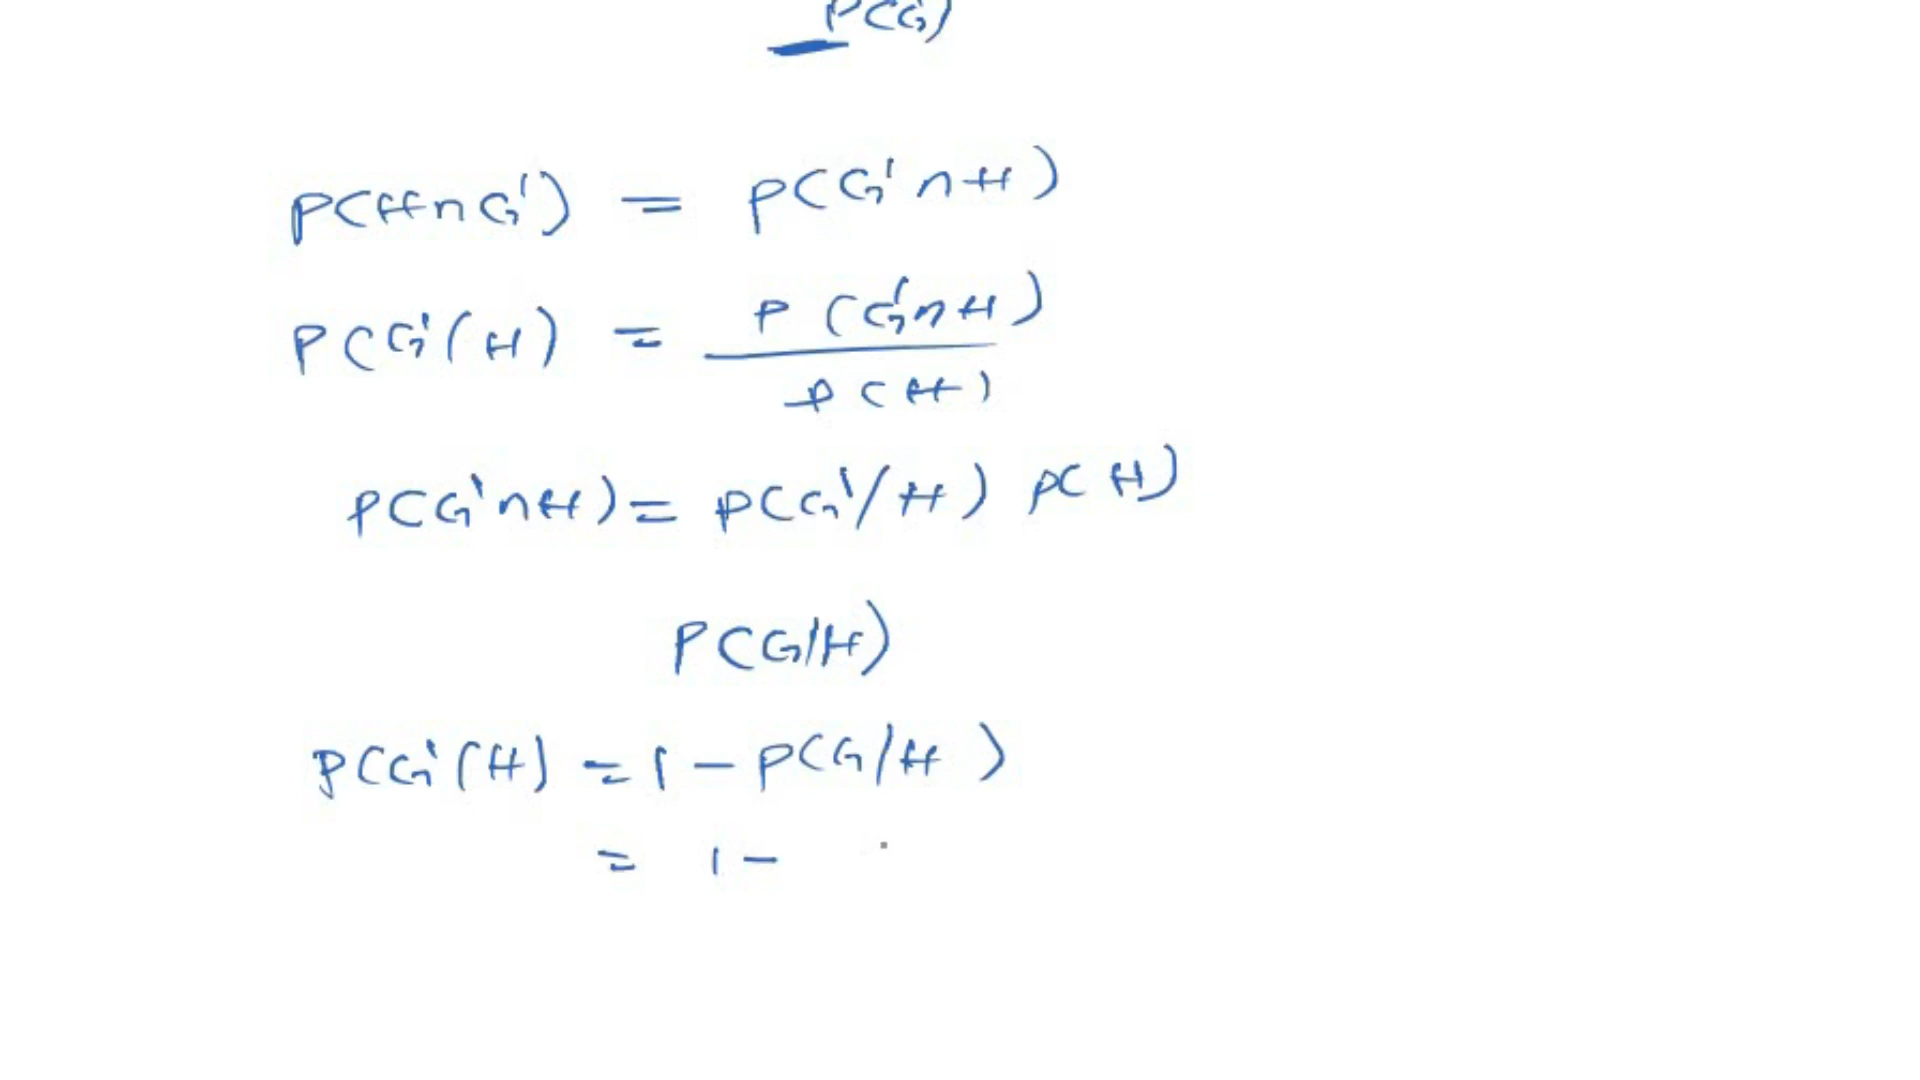 P(G)
P(H∩G') = P(G'∩H)
P(G'(H) = P(G'∩H)
P(H)
P(G'∩H) = P(G'/H) P(H)
P(G/H)
P(G'(H) = 1 - P(G/H)
= 1 -